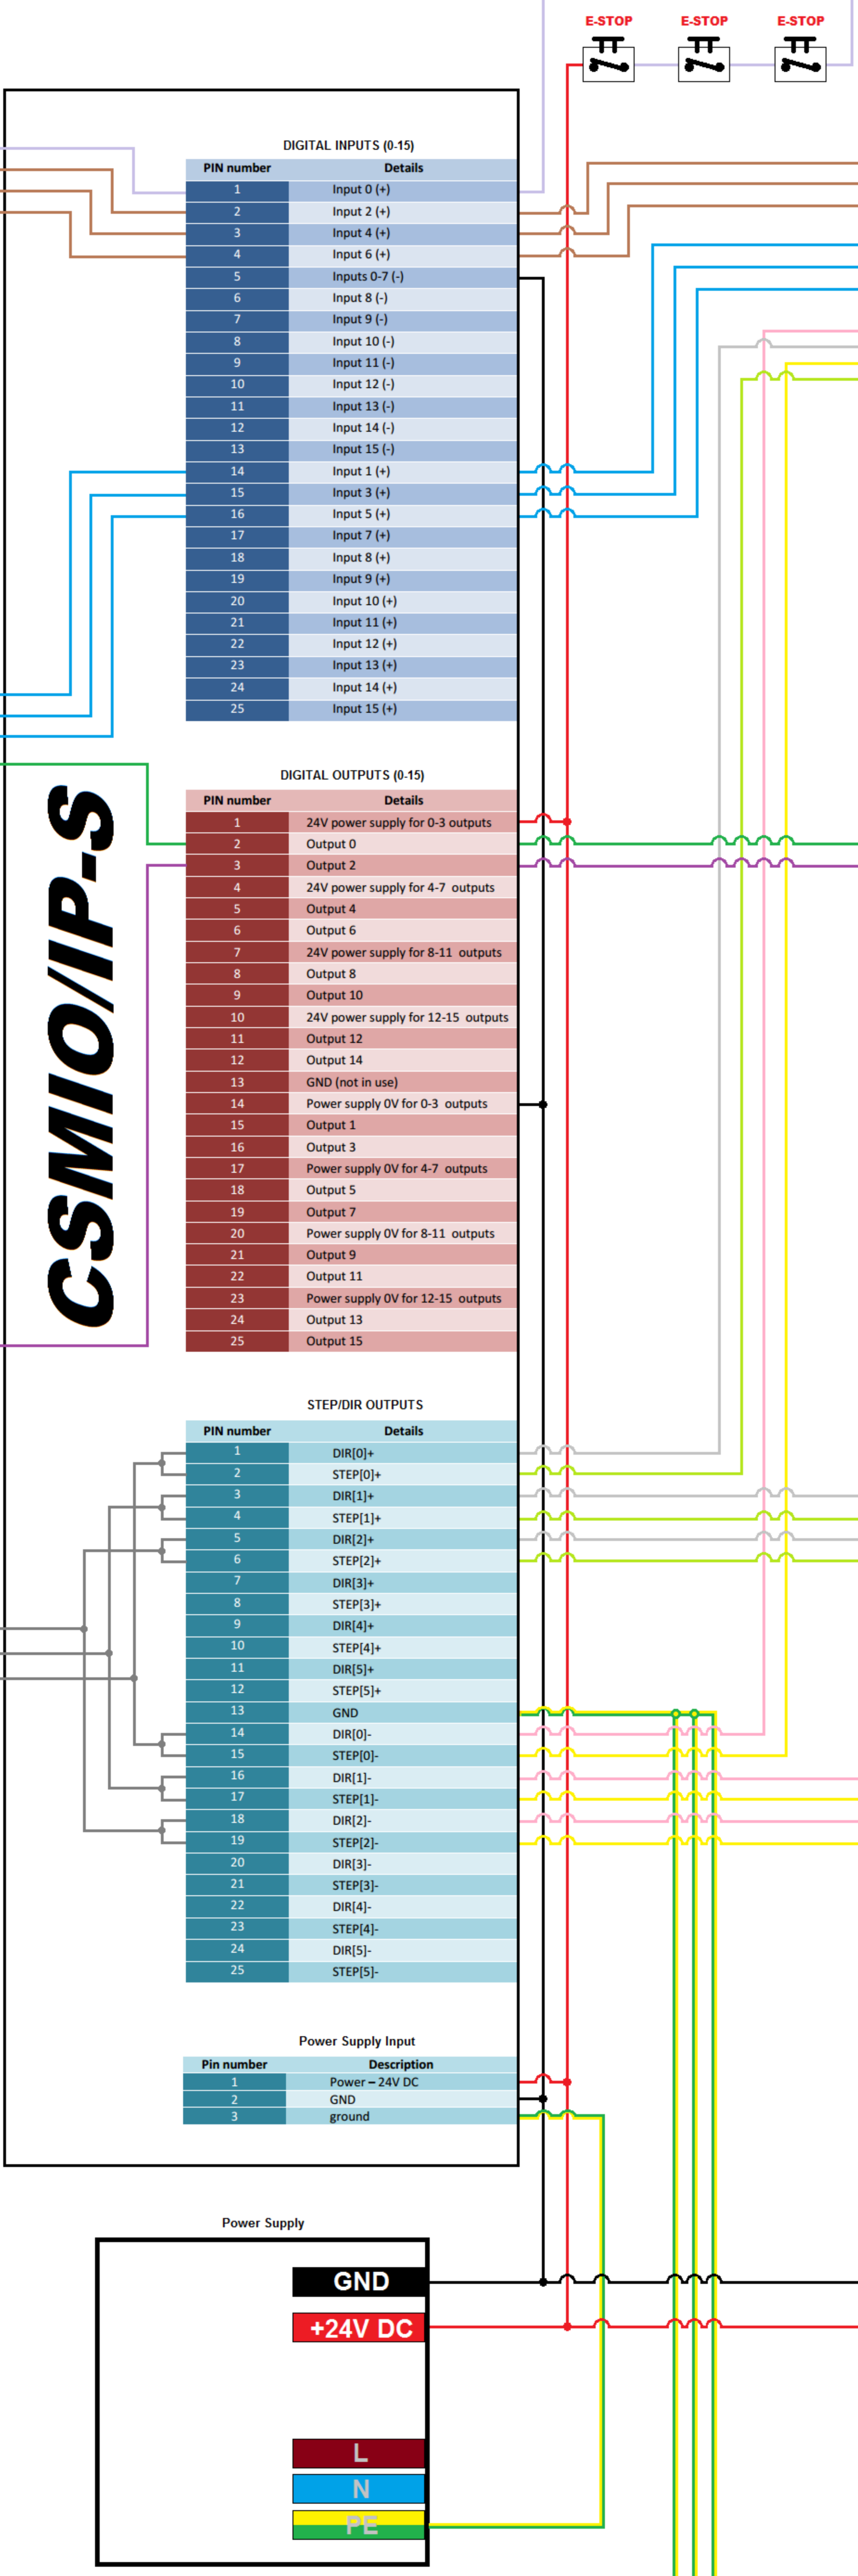 E-STOP E-STOP E-STOP
DIGITAL INPUTS (0-15)
PIN number Details
1 Input 0 (+)
2 Input 2 (+)
3 Input 4 (+)
4 Input 6 (+)
5 Inputs 0-7 (-)
6 Input 8 (-)
7 Input 9 (-)
8 Input 10 (-)
9 Input 11 (-)
10 Input 12 (-)
11 Input 13 (-)
12 Input 14 (-)
13 Input 15 (-)
14 Input 1 (+)
15 Input 3 (+)
16 Input 5 (+)
17 Input 7 (+)
18 Input 8 (+)
19 Input 9 (+)
20 Input 10 (+)
21 Input 11 (+)
22 Input 12 (+)
23 Input 13 (+)
24 Input 14 (+)
25 Input 15 (+)
CSMIO/IP-S
DIGITAL OUTPUTS (0-15)
PIN number Details
1 24V power supply for 0-3 outputs
2 Output 0
3 Output 2
4 24V power supply for 4-7 outputs
5 Output 4
6 Output 6
7 24V power supply for 8-11 outputs
8 Output 8
9 Output 10
10 24V power supply for 12-15 outputs
11 Output 12
12 Output 14
13 GND (not in use)
14 Power supply 0V for 0-3 outputs
15 Output 1
16 Output 3
17 Power supply 0V for 4-7 outputs
18 Output 5
19 Output 7
20 Power supply 0V for 8-11 outputs
21 Output 9
22 Output 11
23 Power supply 0V for 12-15 outputs
24 Output 13
25 Output 15
STEP/DIR OUTPUTS
PIN number Details
1 DIR[0]+
2 STEP[0]+
3 DIR[1]+
4 STEP[1]+
5 DIR[2]+
6 STEP[2]+
7 DIR[3]+
8 STEP[3]+
9 DIR[4]+
10 STEP[4]+
11 DIR[5]+
12 STEP[5]+
13 GND
14 DIR[0]-
15 STEP[0]-
16 DIR[1]-
17 STEP[1]-
18 DIR[2]-
19 STEP[2]-
20 DIR[3]-
21 STEP[3]-
22 DIR[4]-
23 STEP[4]-
24 DIR[5]-
25 STEP[5]-
Power Supply Input
Pin number Description
1 Power – 24V DC
2 GND
3 ground
Power Supply
GND
+24V DC
L
N
PE